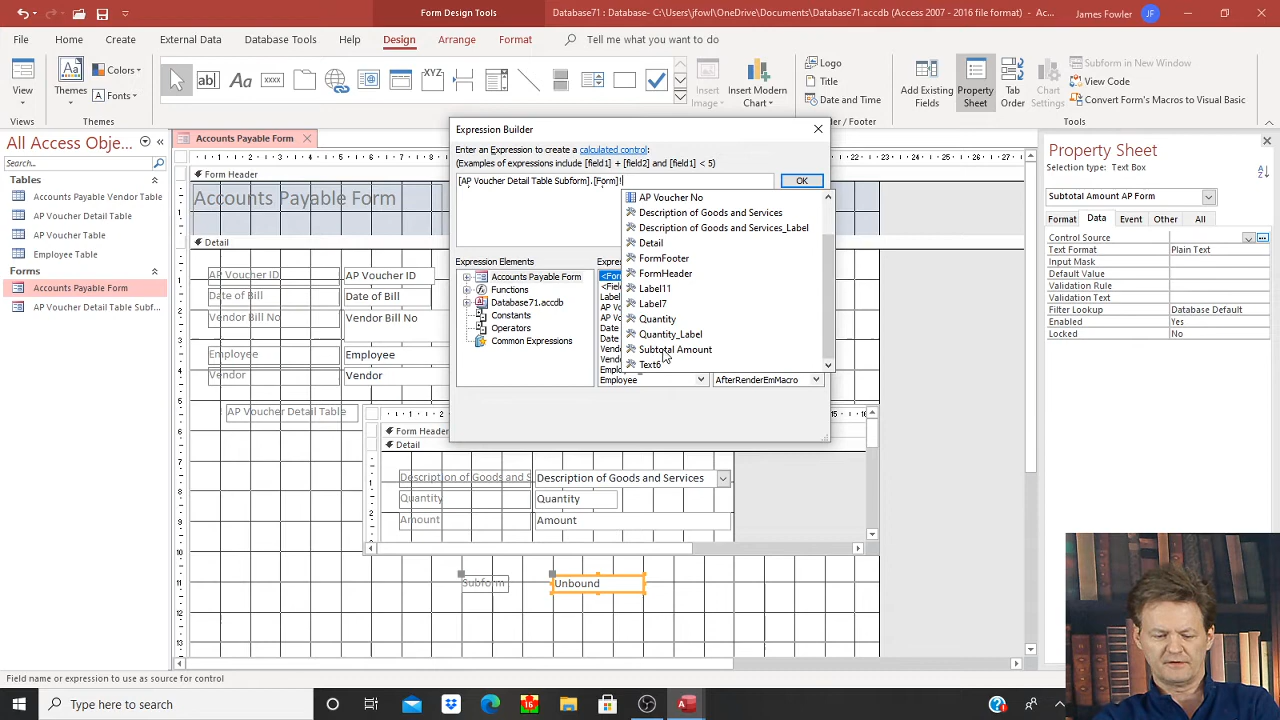 Form Design Tools
Database71 : Database- C:\Users\jfowl\OneDrive\Documents\Database71.accdb (Access 2007 - 2016 file format) - Ac...
James Fowler
JF
File Home Create External Data Database Tools Help Design Arrange Format Tell me what you want to do
View
Views
Themes
Colors
Fonts
Themes
ab|
Aa
xxxx
XYZ
Controls
Insert Image
Insert Modern Chart
Logo
Title
Date and Time
Header / Footer
Add Existing Fields
Property Sheet
Tab Order
Chart Settings
Subform in New Window
View Code
Convert Form's Macros to Visual Basic
Tools
All Access Obje...
Search...
Tables
Accounts Payable Vendor Table
AP Voucher Detail Table
AP Voucher Table
Employee Table
Forms
Accounts Payable Form
AP Voucher Detail Table Subf...
Accounts Payable Form
Form Header
Accounts Payable Form
Detail
AP Voucher ID AP Voucher ID
Date of Bill Date of Bill
Vendor Bill No Vendor Bill No
Employee Employee
Vendor Vendor
AP Voucher Detail Table
Form Header
Detail
Description of Goods and S Description of Goods and Services
Quantity Quantity
Amount Amount
Subform Unbound
Expression Builder
Enter an Expression to create a calculated control:
(Examples of expressions include [field1] + [field2] and [field1] < 5)
[AP Voucher Detail Table Subform].[Form]!
OK
AP Voucher No
Description of Goods and Services
Description of Goods and Services_Label
Detail
FormFooter
FormHeader
Label11
Label7
Quantity
Quantity_Label
Subtotal Amount
Text6
Expression Elements
Accounts Payable Form
Functions
Database71.accdb
Constants
Operators
Common Expressions
Employee
AfterRenderEmMacro
Property Sheet
Selection type: Text Box
Subtotal Amount AP Form
Format Data Event Other All
Control Source
Text Format Plain Text
Input Mask
Default Value
Validation Rule
Validation Text
Filter Lookup Database Default
Enabled Yes
Locked No
Field name or expression to use as source for control
Type here to search